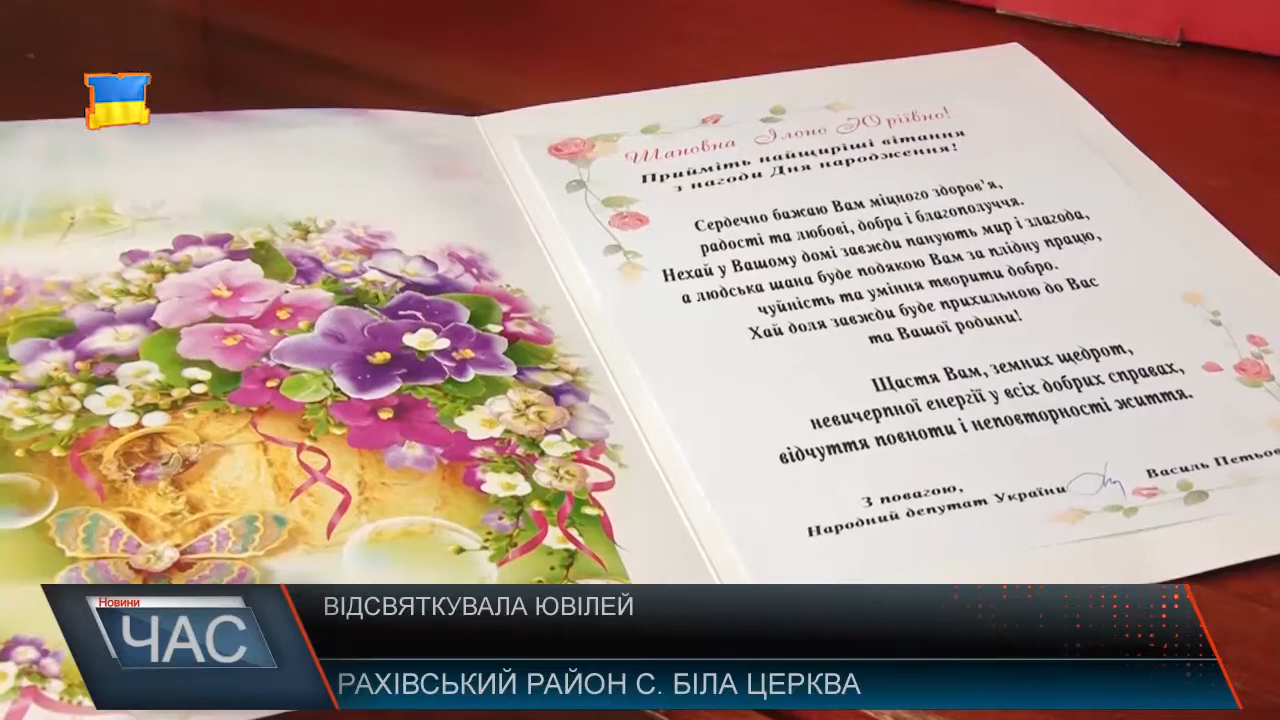 Шановна Ілоно Юріївно!
Прийміть найщиріші вітання
з нагоди Дня народження!
Сердечно бажаю Вам міцного здоров’я,
радості та любові, добра і благополуччя.
Нехай у Вашому домі завжди панують мир і злагода,
а людська шана буде подякою Вам за плідну працю,
чуйність та уміння творити добро.
Хай доля завжди буде прихильною до Вас
та Вашої родини!
Щастя Вам, земних щедрот,
невичерпної енергії у всіх добрих справах,
відчуття повноти і неповторності життя.
З повагою,
Народний депутат України
Василь Петьов
Новини
ЧАС
ВІДСВЯТКУВАЛА ЮВІЛЕЙ
РАХІВСЬКИЙ РАЙОН С. БІЛА ЦЕРКВА